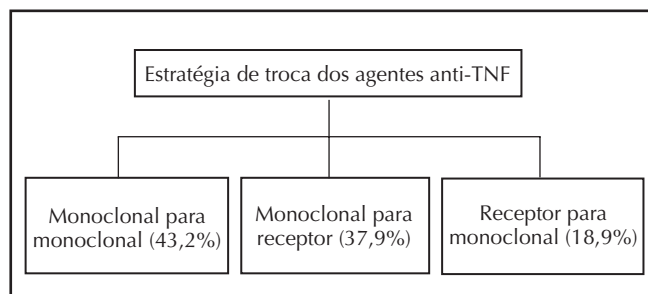 Estratégia de troca dos agentes anti-TNF
Monoclonal para
monoclonal (43,2%)
Monoclonal para
receptor (37,9%)
Receptor para
monoclonal (18,9%)